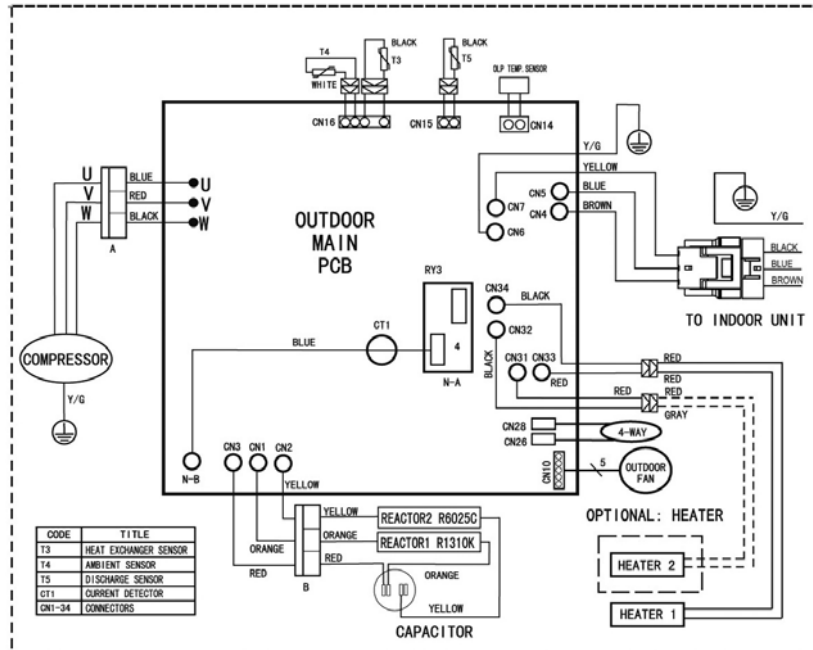 T4
WHITE
BLACK
T3
BLACK
T5
OLP TEMP. SENSOR
CN16
CN15
CN14
Y/G
YELLOW
BLUE
BROWN
CN5
CN4
CN7
CN6
Y/G
BLACK
BLUE
BROWN
TO INDOOR UNIT
U
V
W
BLUE
RED
BLACK
U
V
W
A
OUTDOOR
MAIN
PCB
RY3
4
N-A
CT1
BLUE
CN34
BLACK
CN32
BLACK
CN31
CN33
RED
RED
RED
RED
RED
GRAY
COMPRESSOR
Y/G
CN28
CN26
4-WAY
CN10
5
OUTDOOR
FAN
N-B
CN3
CN1
CN2
YELLOW
ORANGE
RED
B
YELLOW
REACTOR2 R6025C
ORANGE
REACTOR1 R1310K
RED
ORANGE
YELLOW
CAPACITOR
OPTIONAL: HEATER
HEATER 2
HEATER 1
CODE TITLE
T3 HEAT EXCHANGER SENSOR
T4 AMBIENT SENSOR
T5 DISCHARGE SENSOR
CT1 CURRENT DETECTOR
CN1-34 CONNECTORS